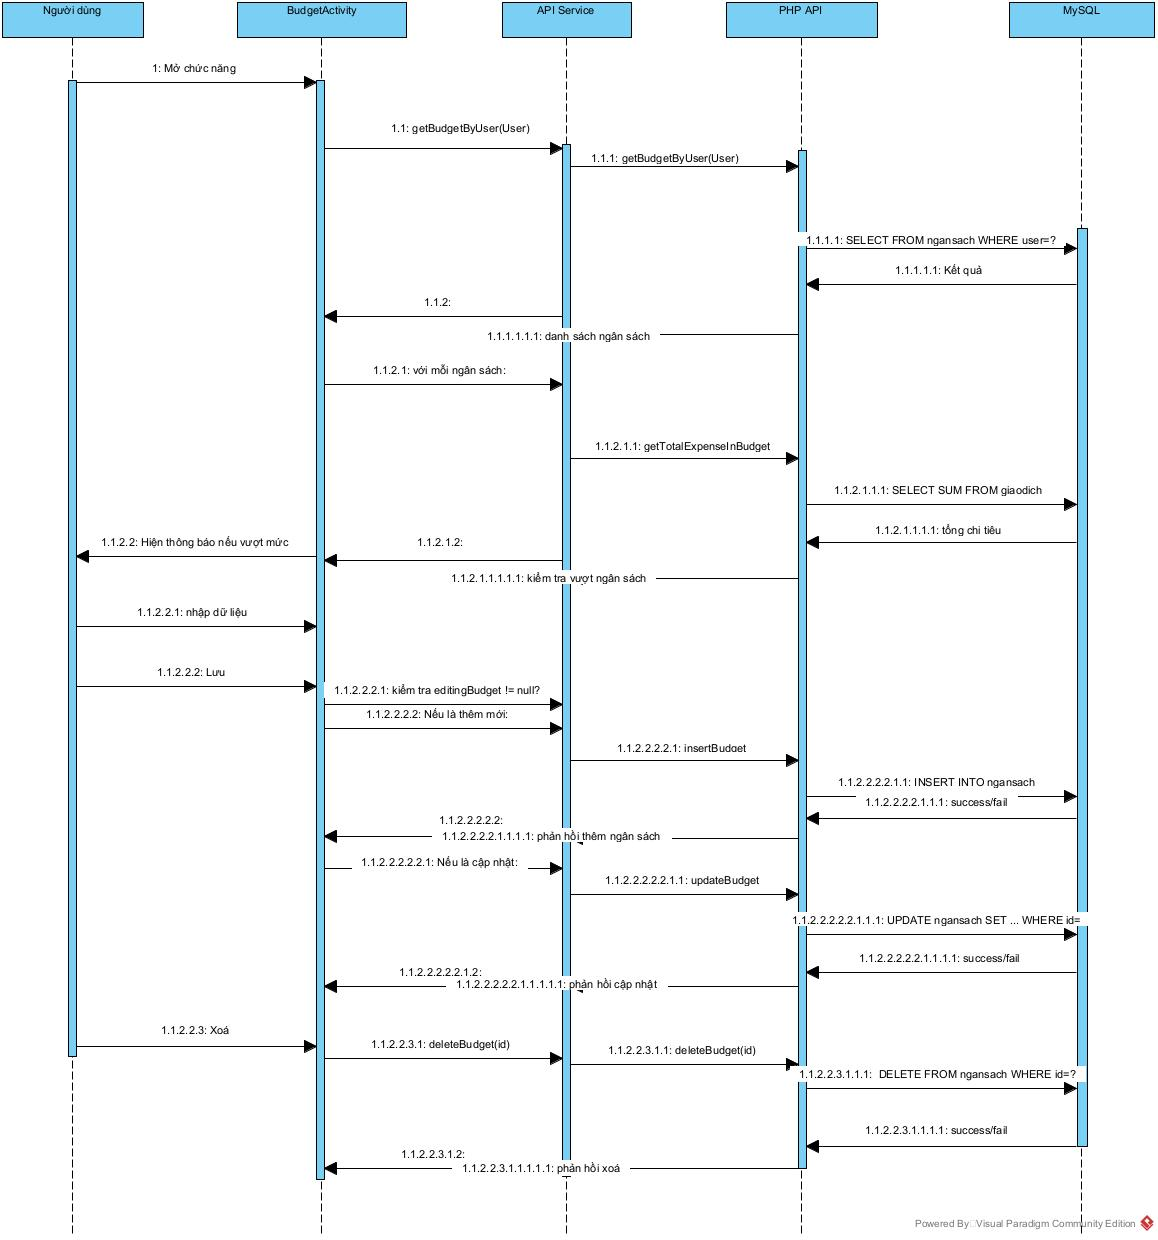 Người dùng
BudgetActivity
API Service
PHP API
MySQL
1: Mở chức năng
1.1: getBudgetByUser(User)
1.1.1: getBudgetByUser(User)
1.1.1.1: SELECT FROM ngansach WHERE user=?
1.1.1.1.1: Kết quả
1.1.2:
1.1.1.1.1.1: danh sách ngân sách
1.1.2.1: với mỗi ngân sách:
1.1.2.1.1: getTotalExpenseInBudget
1.1.2.1.1.1: SELECT SUM FROM giaodich
1.1.2.1.1.1.1: tổng chi tiêu
1.1.2.2: Hiện thông báo nếu vượt mức
1.1.2.1.2:
1.1.2.1.1.1.1.1: kiểm tra vượt ngân sách
1.1.2.2.1: nhập dữ liệu
1.1.2.2.2: Lưu
1.1.2.2.2.1: kiểm tra editingBudget != null?
1.1.2.2.2.2: Nếu là thêm mới:
1.1.2.2.2.2.1: insertBudget
1.1.2.2.2.2.1.1: INSERT INTO ngansach
1.1.2.2.2.2.1.1.1: success/fail
1.1.2.2.2.2.2:
1.1.2.2.2.2.1.1.1.1: phản hồi thêm ngân sách
1.1.2.2.2.2.2.1: Nếu là cập nhật:
1.1.2.2.2.2.2.1.1: updateBudget
1.1.2.2.2.2.2.1.1.1: UPDATE ngansach SET ... WHERE id=
1.1.2.2.2.2.2.1.1.1.1: success/fail
1.1.2.2.2.2.2.1.2:
1.1.2.2.2.2.2.1.1.1.1.1: phản hồi cập nhật
1.1.2.2.3: Xoá
1.1.2.2.3.1: deleteBudget(id)
1.1.2.2.3.1.1: deleteBudget(id)
1.1.2.2.3.1.1.1: DELETE FROM ngansach WHERE id=?
1.1.2.2.3.1.1.1.1: success/fail
1.1.2.2.3.1.2:
1.1.2.2.3.1.1.1.1.1: phản hồi xoá
Powered By Visual Paradigm Community Edition